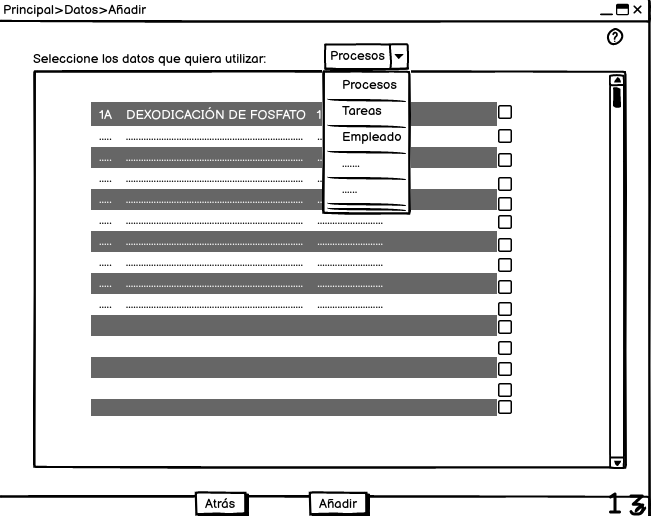 Principal>Datos>Añadir
?
Seleccione los datos que quiera utilizar:
Procesos
Procesos
Tareas
Empleado
.......
......
1A DEXODICACIÓN DE FOSFATO 1
Atrás
Añadir
13